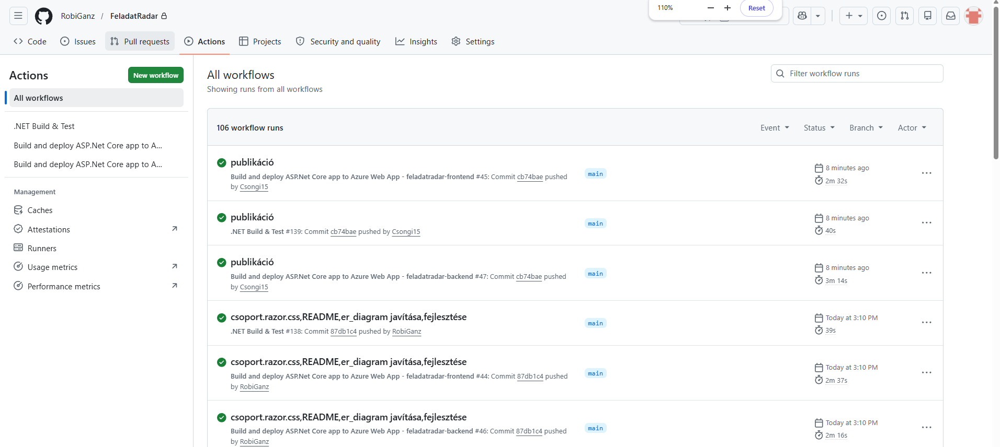 110%
Reset
RobiGanz / FeladatRadar
Code
Issues
Pull requests
Actions
Projects
Security and quality
Insights
Settings
Actions
New workflow
All workflows
.NET Build & Test
Build and deploy ASP.Net Core app to A...
Build and deploy ASP.Net Core app to A...
Management
Caches
Attestations
Runners
Usage metrics
Performance metrics
All workflows
Showing runs from all workflows
Filter workflow runs
106 workflow runs
Event
Status
Branch
Actor
publikáció
Build and deploy ASP.Net Core app to Azure Web App - feladatradar-frontend #45: Commit cb74bae pushed
by Csongi15
main
8 minutes ago
2m 32s
publikáció
.NET Build & Test #139: Commit cb74bae pushed by Csongi15
main
8 minutes ago
40s
publikáció
Build and deploy ASP.Net Core app to Azure Web App - feladatradar-backend #47: Commit cb74bae pushed
by Csongi15
main
8 minutes ago
3m 14s
csoport.razor.css,README,er_diagram javítása,fejlesztése
.NET Build & Test #138: Commit 87db1c4 pushed by RobiGanz
main
Today at 3:10 PM
39s
csoport.razor.css,README,er_diagram javítása,fejlesztése
Build and deploy ASP.Net Core app to Azure Web App - feladatradar-frontend #44: Commit 87db1c4 pushed
by RobiGanz
main
Today at 3:10 PM
2m 37s
csoport.razor.css,README,er_diagram javítása,fejlesztése
Build and deploy ASP.Net Core app to Azure Web App - feladatradar-backend #46: Commit 87db1c4 pushed
by RobiGanz
main
Today at 3:10 PM
2m 16s